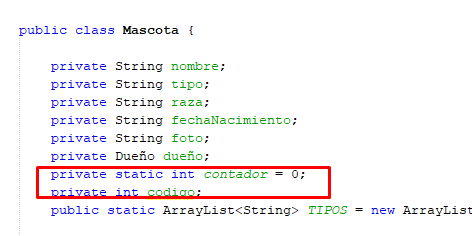 public class Mascota {
private String nombre;
private String tipo;
private String raza;
private String fechaNacimiento;
private String foto;
private Dueño dueño;
private static int contador = 0;
private int codigo;
public static ArrayList<String> TIPOS = new ArrayList